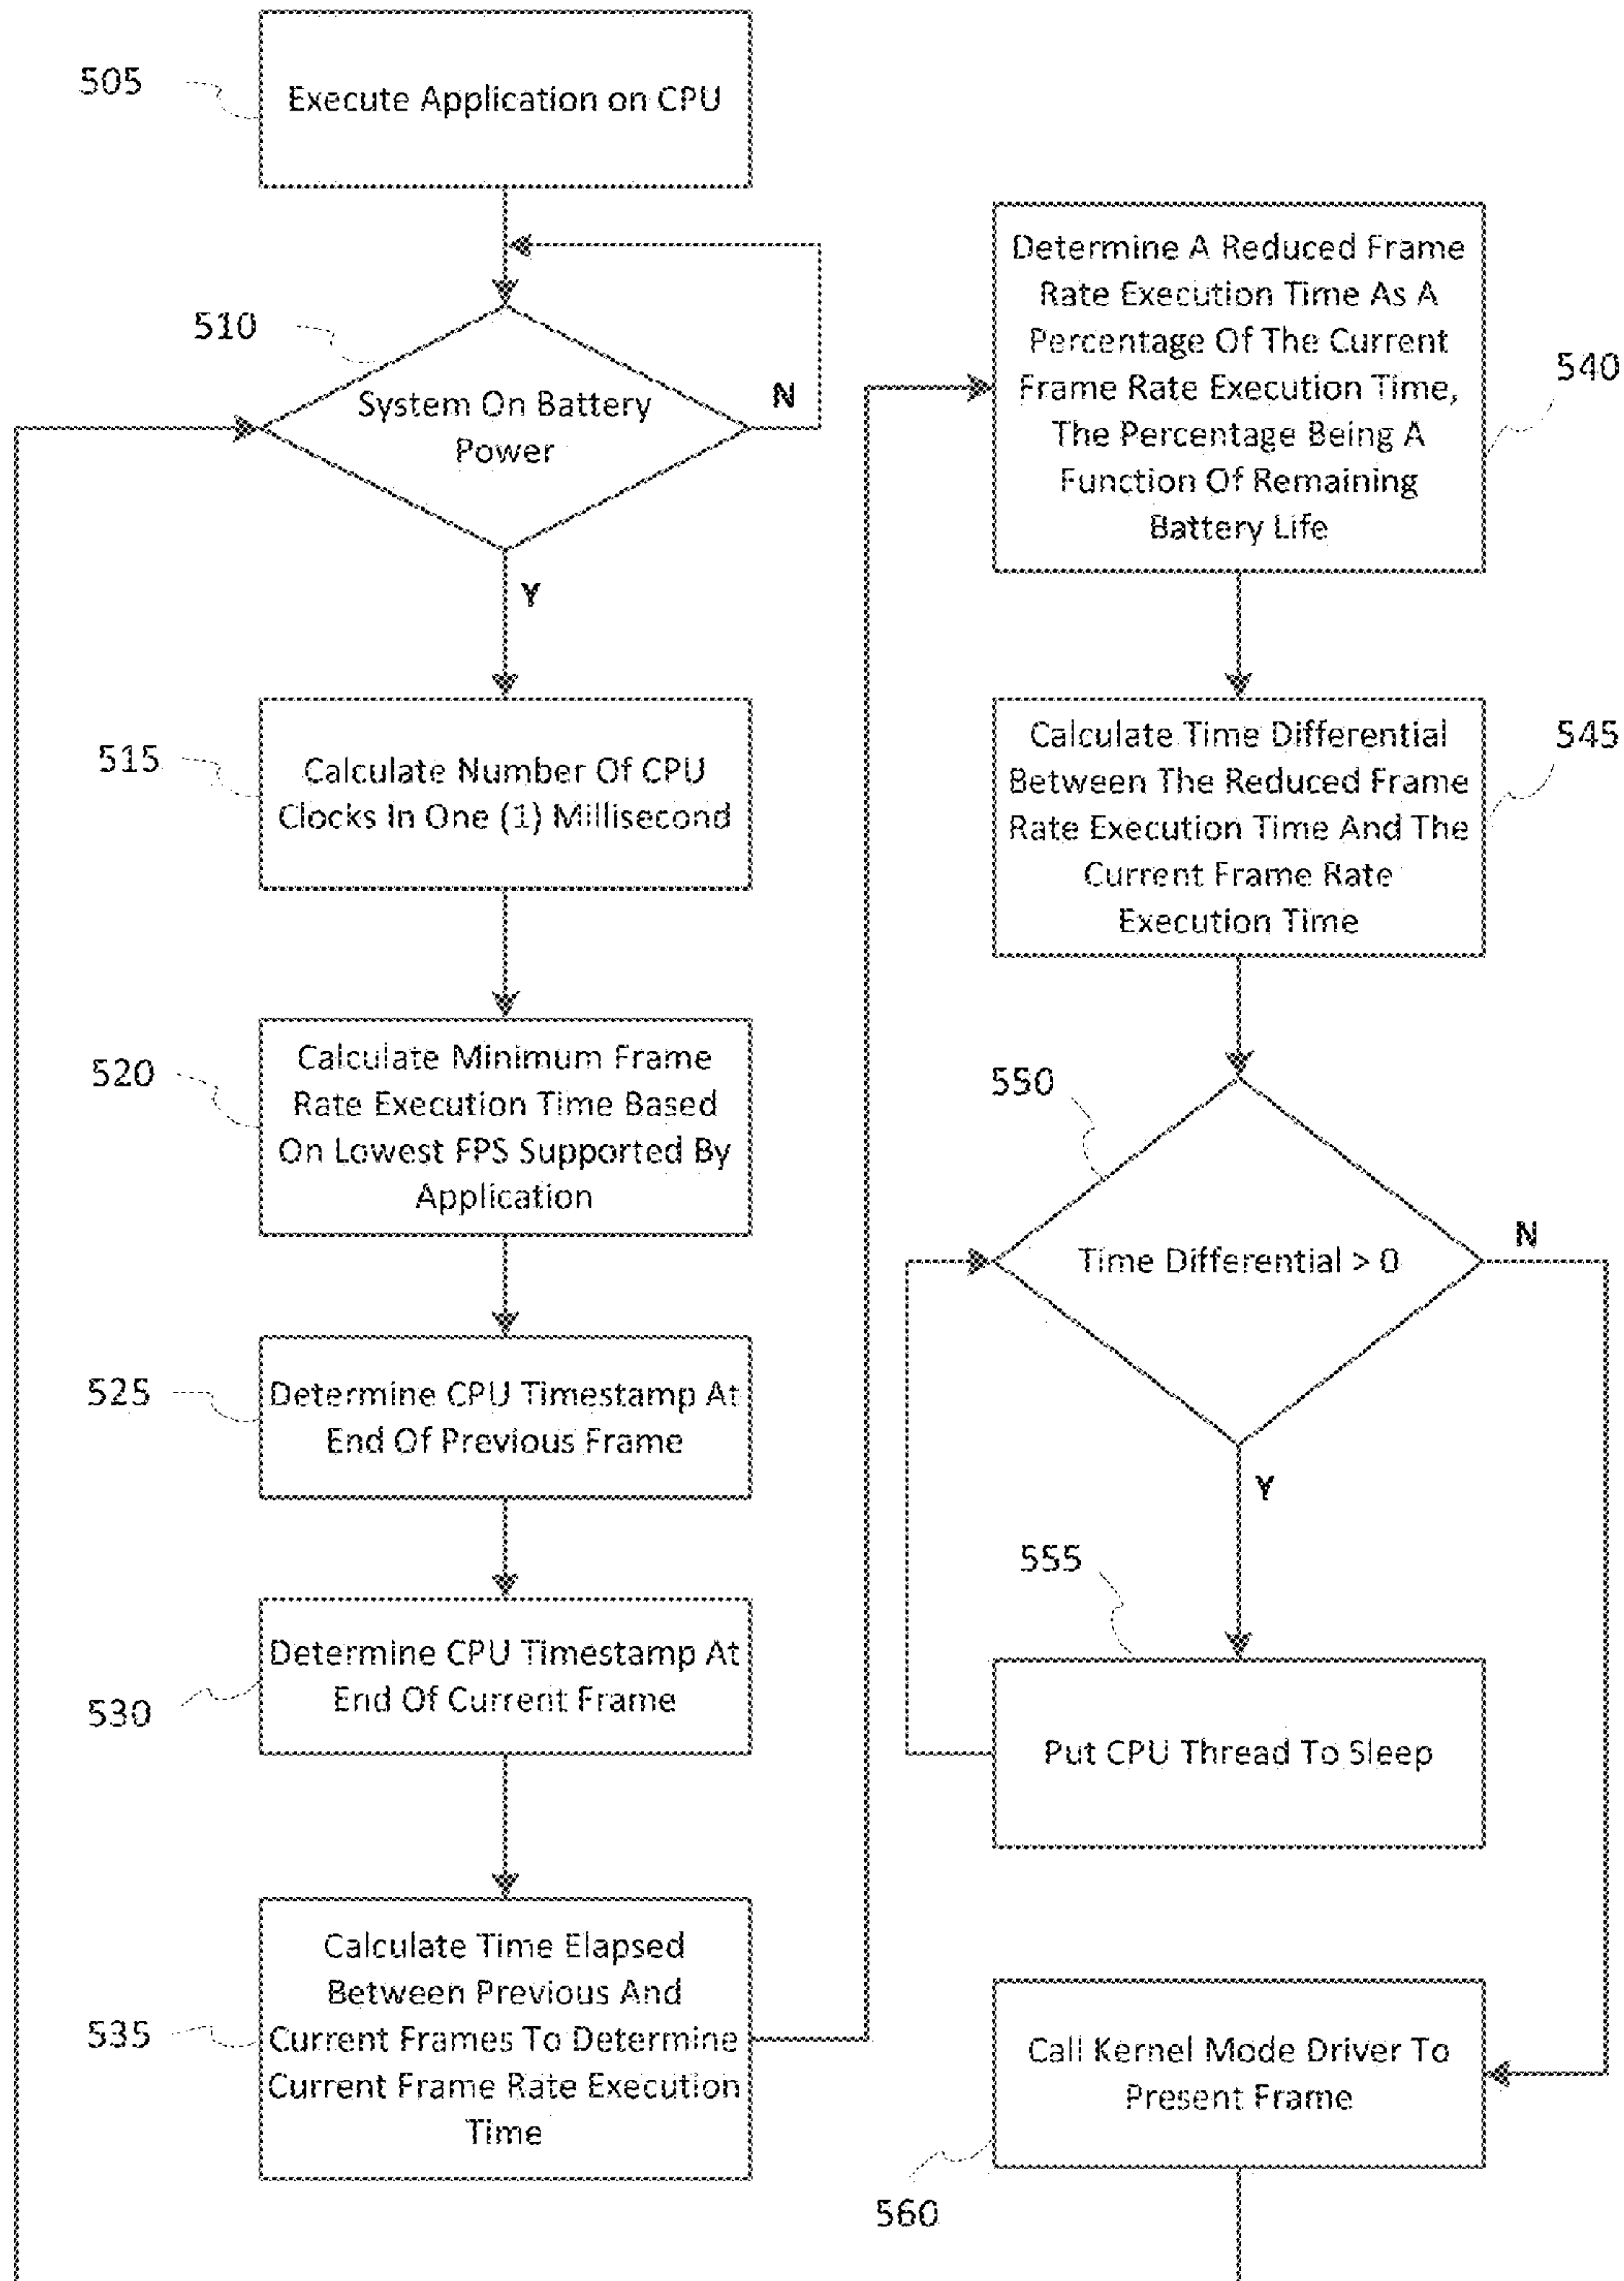 505
Execute Application on CPU
510
System On Battery
Power
N
Y
515
Calculate Number Of CPU
Clocks In One (1) Millisecond
520
Calculate Minimum Frame
Rate Execution Time Based
On Lowest FPS Supported By
Application
525
Determine CPU Timestamp At
End Of Previous Frame
530
Determine CPU Timestamp At
End Of Current Frame
535
Calculate Time Elapsed
Between Previous And
Current Frames To Determine
Current Frame Rate Execution
Time
Determine A Reduced Frame
Rate Execution Time As A
Percentage Of The Current
Frame Rate Execution Time,
The Percentage Being A
Function Of Remaining
Battery Life
540
Calculate Time Differential
Between The Reduced Frame
Rate Execution Time And The
Current Frame Rate
Execution Time
545
550
Time Differential > 0
N
Y
555
Put CPU Thread To Sleep
Call Kernel Mode Driver To
Present Frame
560